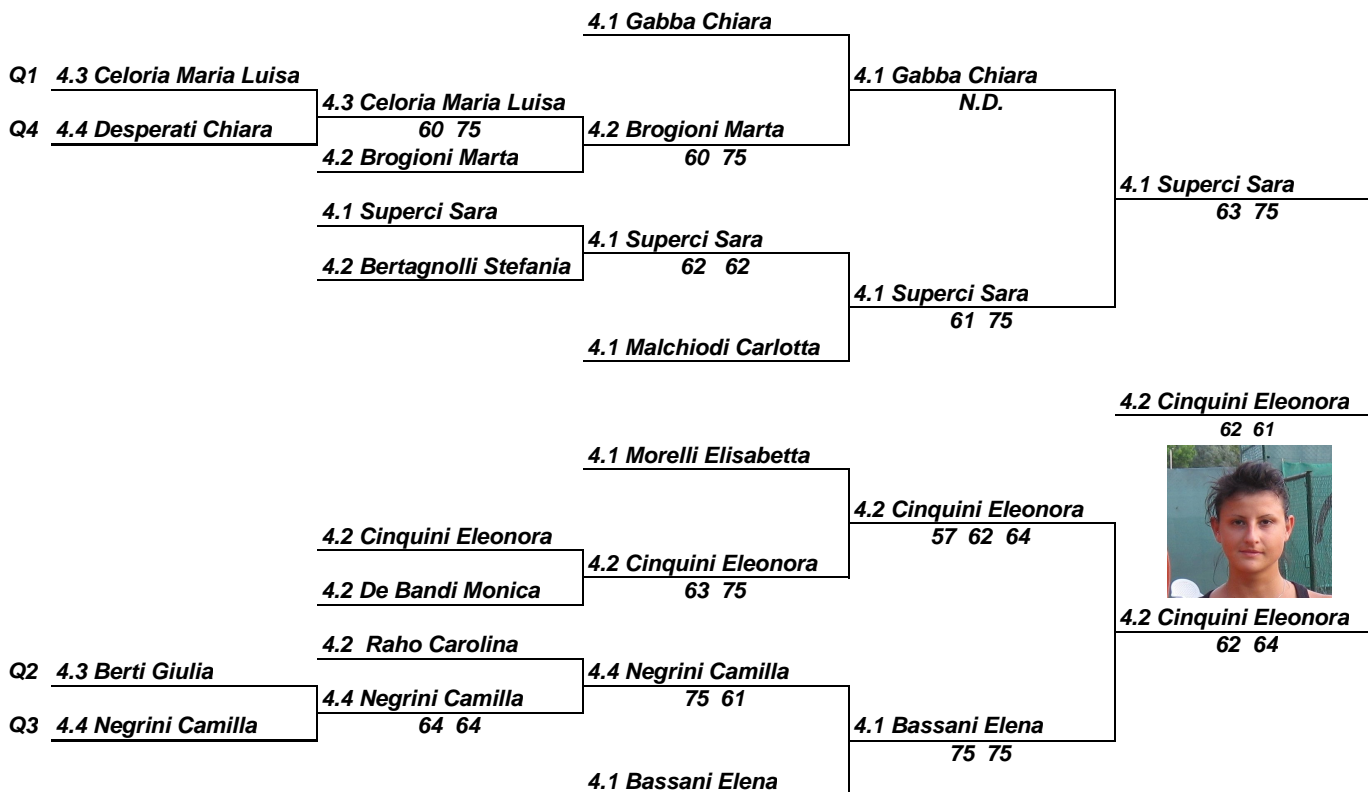 4.1 Gabba Chiara
Q1 4.3 Celoria Maria Luisa
4.1 Gabba Chiara
N.D.
4.3 Celoria Maria Luisa
60 75
Q4 4.4 Desperati Chiara
4.2 Brogioni Marta
60 75
4.2 Brogioni Marta
4.1 Superci Sara
63 75
4.1 Superci Sara
4.1 Superci Sara
62 62
4.2 Bertagnolli Stefania
4.1 Superci Sara
61 75
4.1 Malchiodi Carlotta
4.2 Cinquini Eleonora
62 61
4.1 Morelli Elisabetta
4.2 Cinquini Eleonora
57 62 64
4.2 Cinquini Eleonora
4.2 Cinquini Eleonora
63 75
4.2 De Bandi Monica
4.2 Cinquini Eleonora
62 64
4.2 Raho Carolina
Q2 4.3 Berti Giulia
4.4 Negrini Camilla
75 61
4.4 Negrini Camilla
64 64
Q3 4.4 Negrini Camilla
4.1 Bassani Elena
75 75
4.1 Bassani Elena